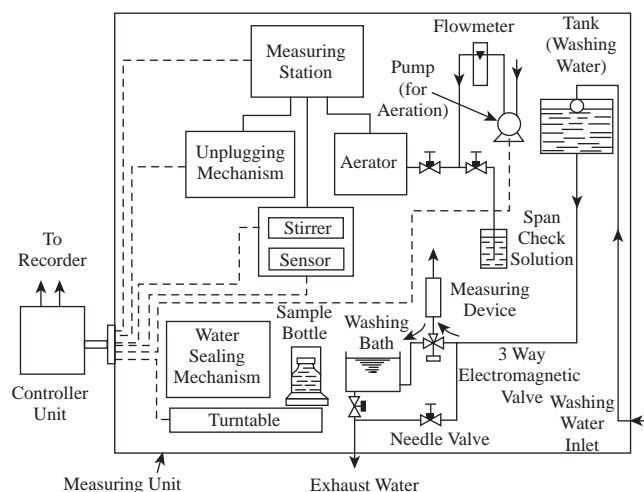 Flowmeter
Tank
(Washing
Water)
Measuring
Station
Pump
(for
Aeration)
Unplugging
Mechanism
Aerator
Stirrer
Sensor
Span
Check
Solution
To
Recorder
Sample
Bottle
Washing
Bath
Measuring
Device
Water
Sealing
Mechanism
3 Way
Electromagnetic
Valve
Controller
Unit
Turntable
Needle Valve
Washing
Water
Inlet
Measuring Unit
Exhaust Water